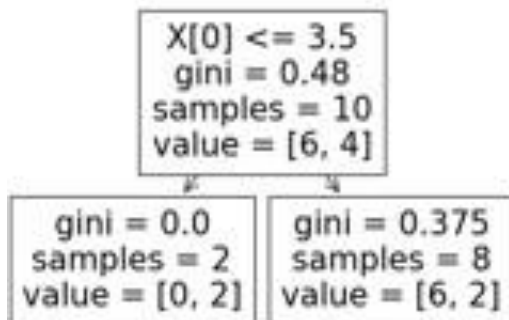 X[0] <= 3.5
gini = 0.48
samples = 10
value = [6, 4]
gini = 0.0
samples = 2
value = [0, 2]
gini = 0.375
samples = 8
value = [6, 2]